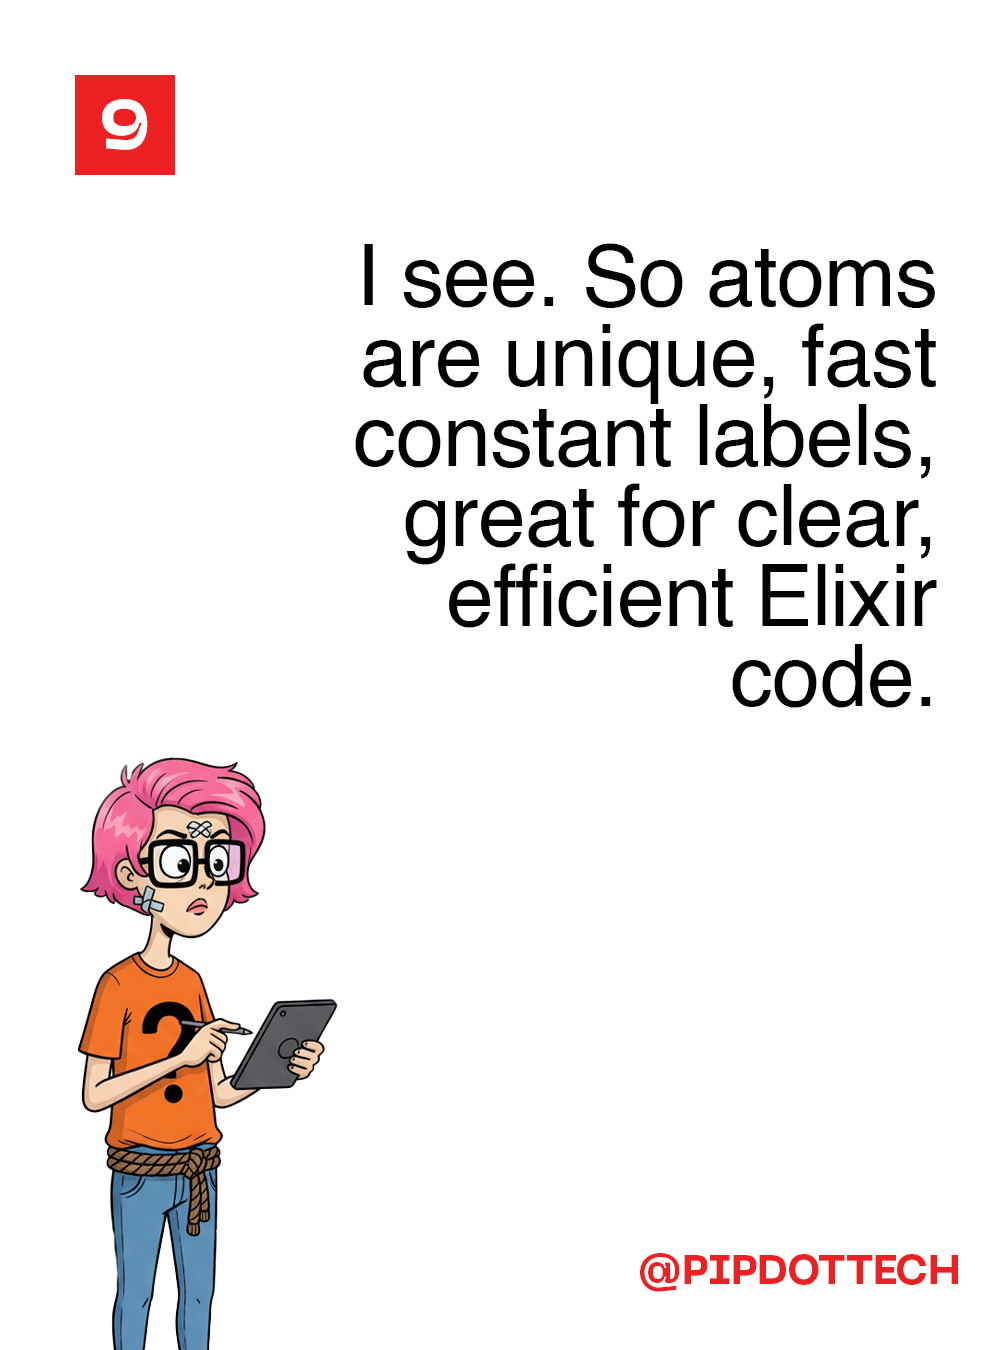 9
I see. So atoms
are unique, fast
constant labels,
great for clear,
efficient Elixir
code.
?
@PIPDOTTECH